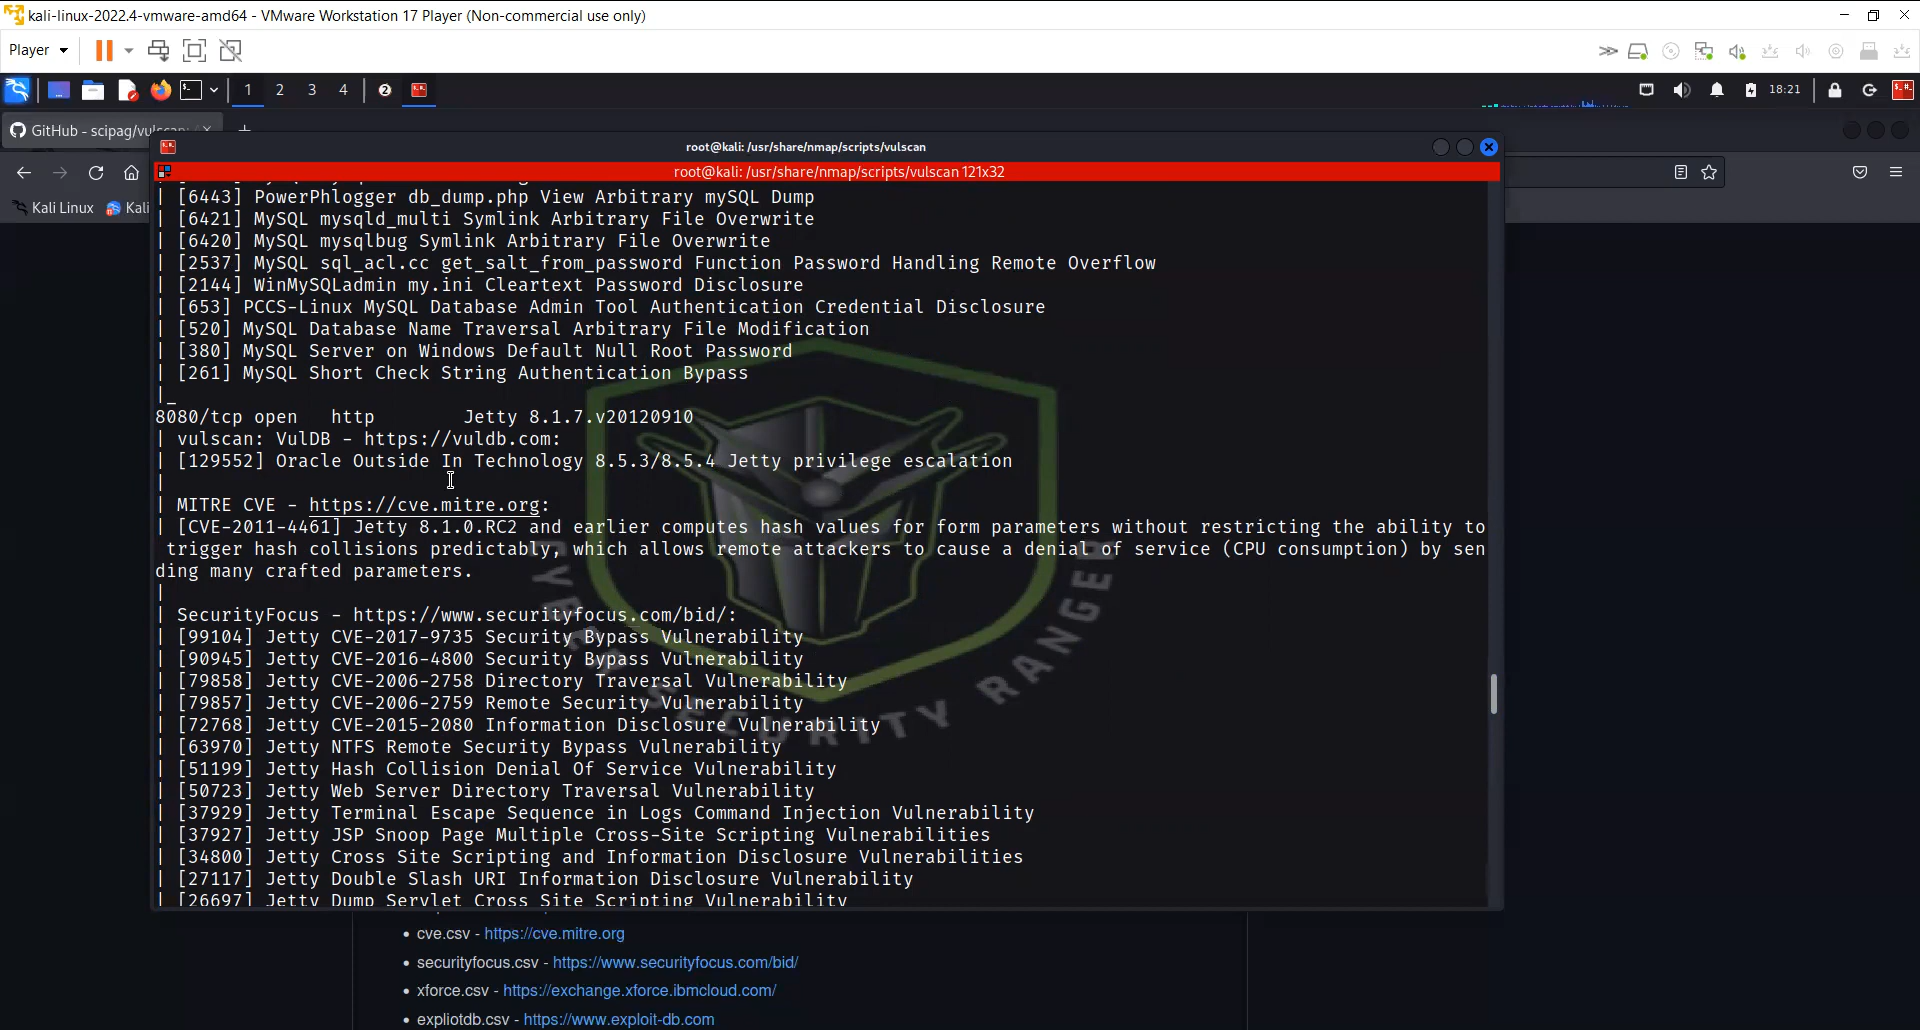 kali-linux-2022.4-vmware-amd64 - VMware Workstation 17 Player (Non-commercial use only)
Player
1 2 3 4
18:21
GitHub - scipag/vulscan:
root@kali: /usr/share/nmap/scripts/vulscan
root@kali: /usr/share/nmap/scripts/vulscan 121x32
Kali Linux
Kali
| [6443] PowerPhlogger db_dump.php View Arbitrary mySQL Dump
| [6421] MySQL mysqld_multi Symlink Arbitrary File Overwrite
| [6420] MySQL mysqlbug Symlink Arbitrary File Overwrite
| [2537] MySQL sql_acl.cc get_salt_from_password Function Password Handling Remote Overflow
| [2144] WinMySQLadmin my.ini Cleartext Password Disclosure
| [653] PCCS-Linux MySQL Database Admin Tool Authentication Credential Disclosure
| [520] MySQL Database Name Traversal Arbitrary File Modification
| [380] MySQL Server on Windows Default Null Root Password
| [261] MySQL Short Check String Authentication Bypass
|_
8080/tcp open http Jetty 8.1.7.v20120910
| vulscan: VulDB - https://vuldb.com:
| [129552] Oracle Outside In Technology 8.5.3/8.5.4 Jetty privilege escalation
|
| MITRE CVE - https://cve.mitre.org:
| [CVE-2011-4461] Jetty 8.1.0.RC2 and earlier computes hash values for form parameters without restricting the ability to
trigger hash collisions predictably, which allows remote attackers to cause a denial of service (CPU consumption) by sen
ding many crafted parameters.
|
| SecurityFocus - https://www.securityfocus.com/bid/:
| [99104] Jetty CVE-2017-9735 Security Bypass Vulnerability
| [90945] Jetty CVE-2016-4800 Security Bypass Vulnerability
| [79858] Jetty CVE-2006-2758 Directory Traversal Vulnerability
| [79857] Jetty CVE-2006-2759 Remote Security Vulnerability
| [72768] Jetty CVE-2015-2080 Information Disclosure Vulnerability
| [63970] Jetty NTFS Remote Security Bypass Vulnerability
| [51199] Jetty Hash Collision Denial Of Service Vulnerability
| [50723] Jetty Web Server Directory Traversal Vulnerability
| [37929] Jetty Terminal Escape Sequence in Logs Command Injection Vulnerability
| [37927] Jetty JSP Snoop Page Multiple Cross-Site Scripting Vulnerabilities
| [34800] Jetty Cross Site Scripting and Information Disclosure Vulnerabilities
| [27117] Jetty Double Slash URI Information Disclosure Vulnerability
| [26697] Jetty Dump Servlet Cross Site Scripting Vulnerability
CYBER SECURITY RANGER
• cve.csv - https://cve.mitre.org
• securityfocus.csv - https://www.securityfocus.com/bid/
• xforce.csv - https://exchange.xforce.ibmcloud.com/
• expliotdb.csv - https://www.exploit-db.com